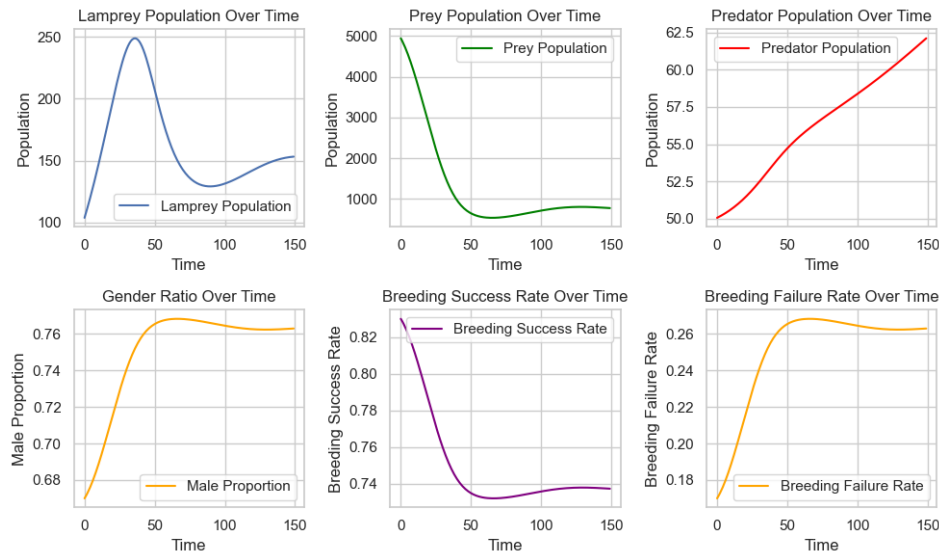 Lamprey Population Over Time
250
200
150
100
Population
Lamprey Population
0
50
100
150
Time
Prey Population Over Time
5000
4000
3000
2000
1000
Population
Prey Population
0
50
100
150
Time
Predator Population Over Time
62.5
60.0
57.5
55.0
52.5
50.0
Population
Predator Population
0
50
100
150
Time
Gender Ratio Over Time
0.76
0.74
0.72
0.70
0.68
Male Proportion
Male Proportion
0
50
100
150
Time
Breeding Success Rate Over Time
0.82
0.80
0.78
0.76
0.74
Breeding Success Rate
Breeding Success Rate
0
50
100
150
Time
Breeding Failure Rate Over Time
0.26
0.24
0.22
0.20
0.18
Breeding Failure Rate
Breeding Failure Rate
0
50
100
150
Time